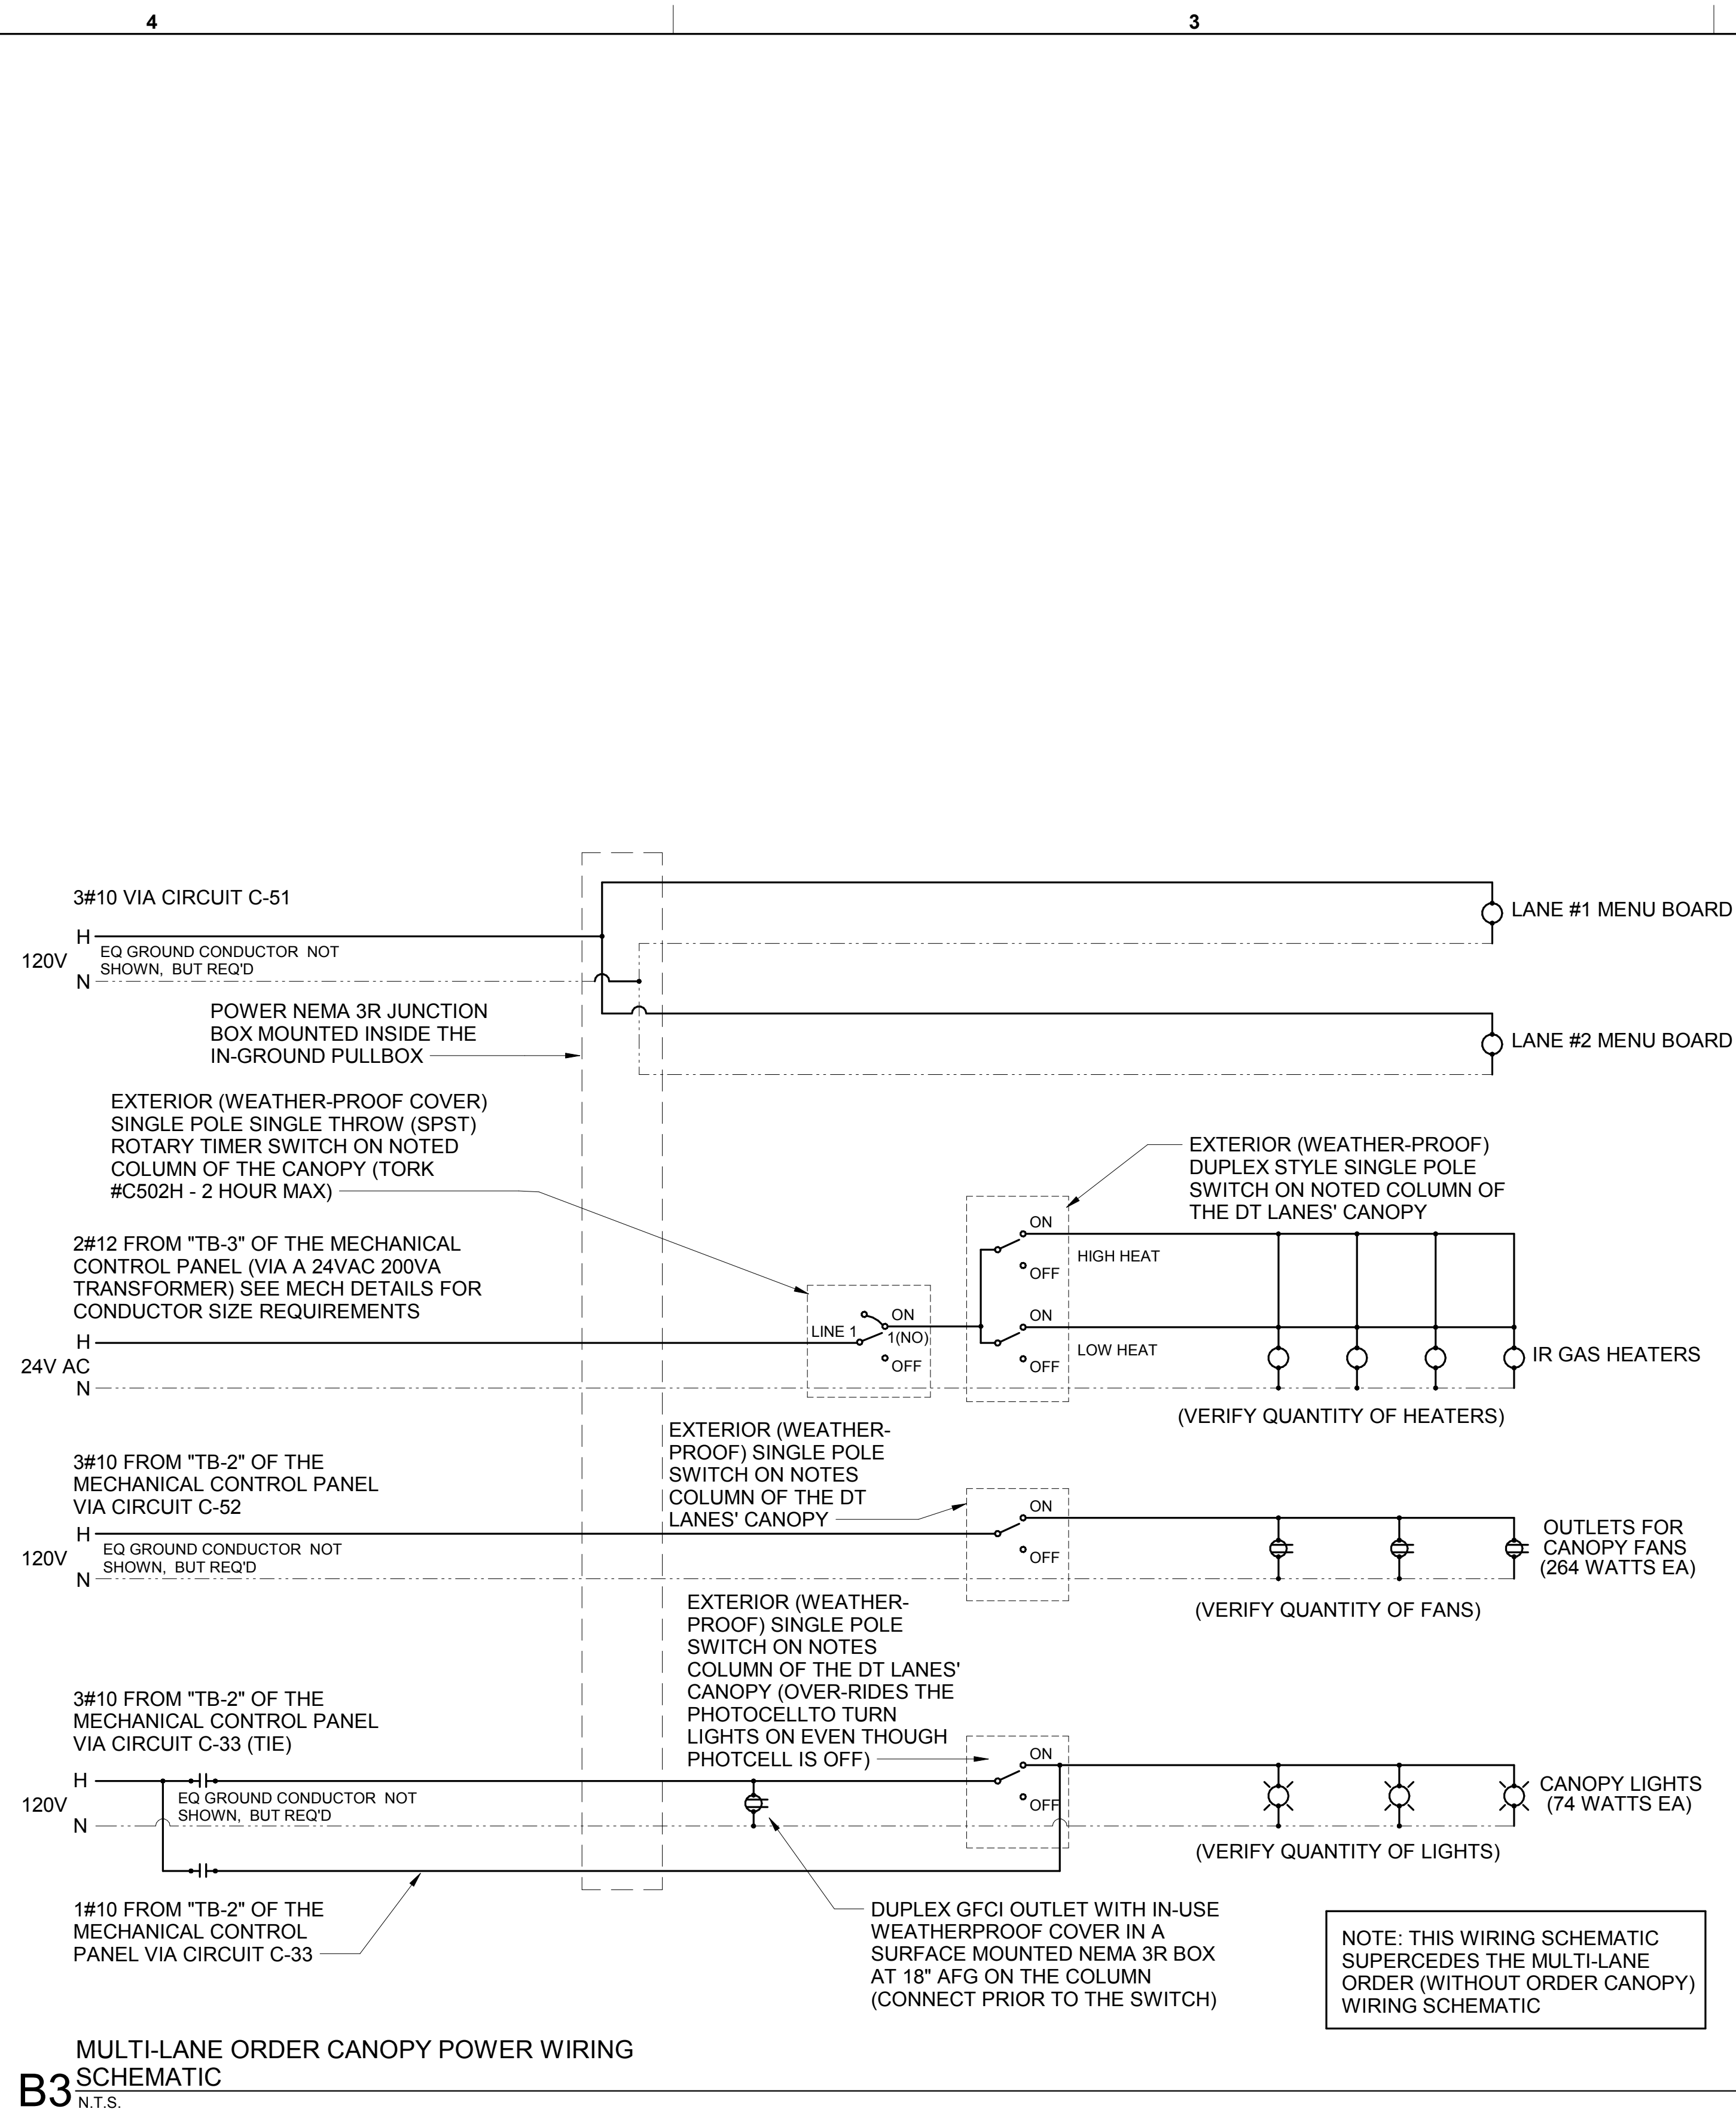 4
3
3#10 VIA CIRCUIT C-51
H
120V
N
EQ GROUND CONDUCTOR NOT
SHOWN, BUT REQ'D
LANE #1 MENU BOARD
LANE #2 MENU BOARD
POWER NEMA 3R JUNCTION
BOX MOUNTED INSIDE THE
IN-GROUND PULLBOX
EXTERIOR (WEATHER-PROOF COVER)
SINGLE POLE SINGLE THROW (SPST)
ROTARY TIMER SWITCH ON NOTED
COLUMN OF THE CANOPY (TORK
#C502H - 2 HOUR MAX)
EXTERIOR (WEATHER-PROOF)
DUPLEX STYLE SINGLE POLE
SWITCH ON NOTED COLUMN OF
THE DT LANES' CANOPY
2#12 FROM "TB-3" OF THE MECHANICAL
CONTROL PANEL (VIA A 24VAC 200VA
TRANSFORMER) SEE MECH DETAILS FOR
CONDUCTOR SIZE REQUIREMENTS
H
24V AC
N
LINE 1
ON
1(NO)
OFF
ON
OFF
HIGH HEAT
ON
OFF
LOW HEAT
IR GAS HEATERS
(VERIFY QUANTITY OF HEATERS)
EXTERIOR (WEATHER-
PROOF) SINGLE POLE
SWITCH ON NOTES
COLUMN OF THE DT
LANES' CANOPY
3#10 FROM "TB-2" OF THE
MECHANICAL CONTROL PANEL
VIA CIRCUIT C-52
H
120V
N
EQ GROUND CONDUCTOR NOT
SHOWN, BUT REQ'D
ON
OFF
OUTLETS FOR
CANOPY FANS
(264 WATTS EA)
(VERIFY QUANTITY OF FANS)
EXTERIOR (WEATHER-
PROOF) SINGLE POLE
SWITCH ON NOTES
COLUMN OF THE DT LANES'
CANOPY (OVER-RIDES THE
PHOTOCELLTO TURN
LIGHTS ON EVEN THOUGH
PHOTCELL IS OFF)
3#10 FROM "TB-2" OF THE
MECHANICAL CONTROL PANEL
VIA CIRCUIT C-33 (TIE)
H
120V
N
EQ GROUND CONDUCTOR NOT
SHOWN, BUT REQ'D
ON
OFF
CANOPY LIGHTS
(74 WATTS EA)
(VERIFY QUANTITY OF LIGHTS)
1#10 FROM "TB-2" OF THE
MECHANICAL CONTROL
PANEL VIA CIRCUIT C-33
DUPLEX GFCI OUTLET WITH IN-USE
WEATHERPROOF COVER IN A
SURFACE MOUNTED NEMA 3R BOX
AT 18" AFG ON THE COLUMN
(CONNECT PRIOR TO THE SWITCH)
NOTE: THIS WIRING SCHEMATIC
SUPERCEDES THE MULTI-LANE
ORDER (WITHOUT ORDER CANOPY)
WIRING SCHEMATIC
MULTI-LANE ORDER CANOPY POWER WIRING
SCHEMATIC
B3
N.T.S.